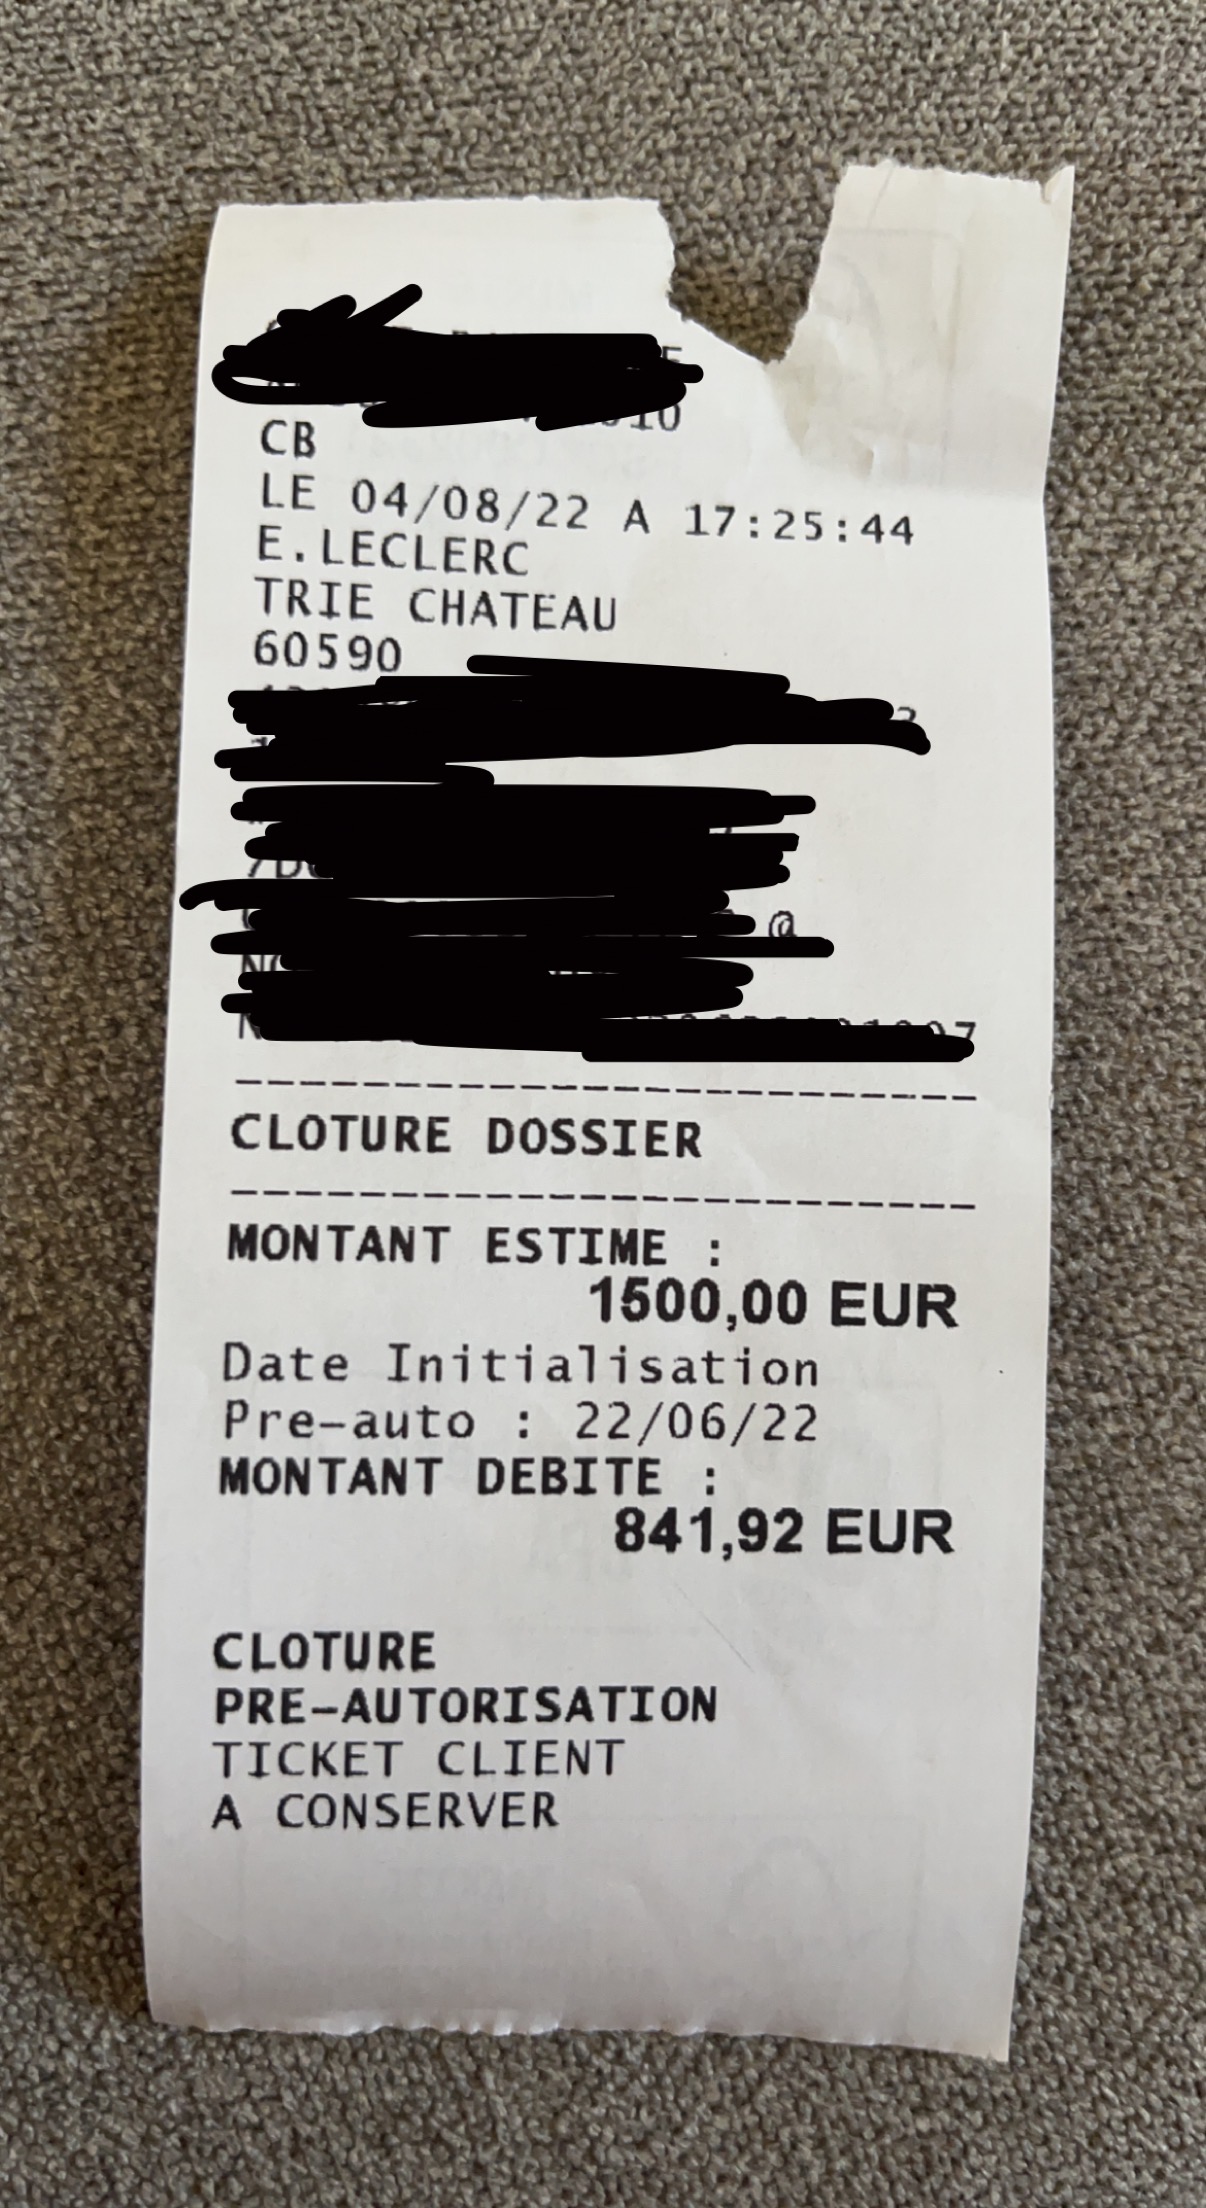 CB
LE 04/08/22 A 17:25:44
E.LECLERC
TRIE CHATEAU
60590
@
CLOTURE DOSSIER
MONTANT ESTIME :
1500,00 EUR
Date Initialisation
Pre-auto : 22/06/22
MONTANT DEBITE :
841,92 EUR
CLOTURE
PRE-AUTORISATION
TICKET CLIENT
A CONSERVER